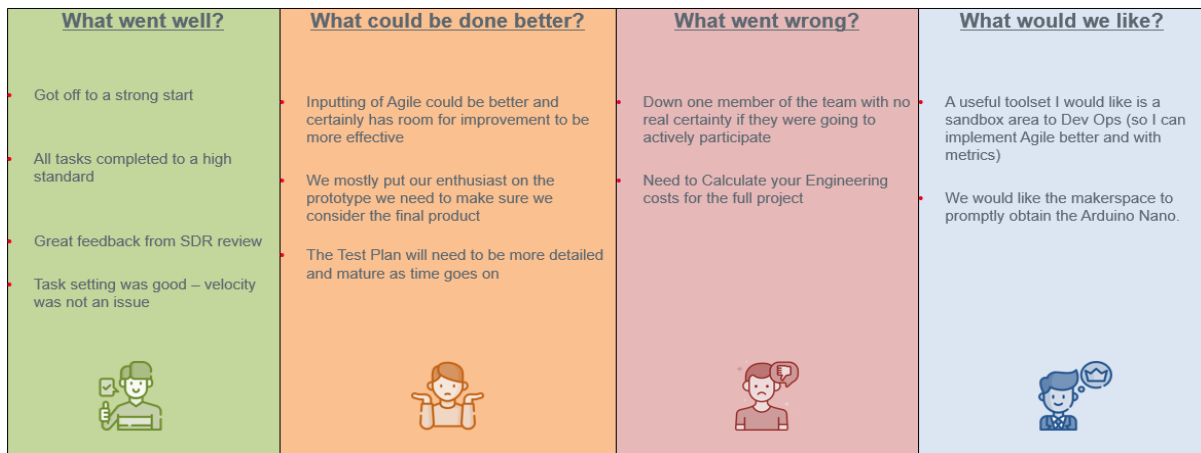 What went well?
Got off to a strong start
All tasks completed to a high
standard
Great feedback from SDR review
Task setting was good – velocity
was not an issue
What could be done better?
Inputting of Agile could be better and
certainly has room for improvement to be
more effective
We mostly put our enthusiast on the
prototype we need to make sure we
consider the final product
The Test Plan will need to be more detailed
and mature as time goes on
What went wrong?
Down one member of the team with no
real certainty if they were going to
actively participate
Need to Calculate your Engineering
costs for the full project
What would we like?
A useful toolset I would like is a
sandbox area to Dev Ops (so I can
implement Agile better and with
metrics)
We would like the makerspace to
promptly obtain the Arduino Nano.